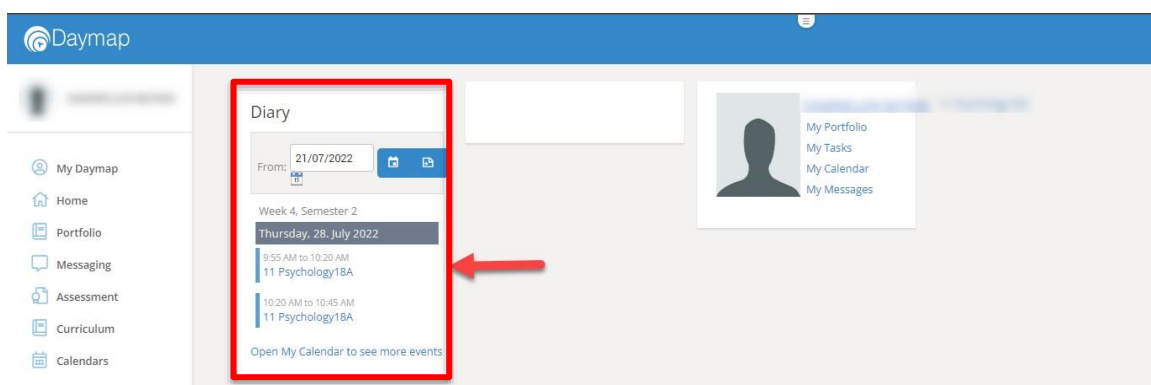 Daymap
My Daymap
Home
Portfolio
Messaging
Assessment
Curriculum
Calendars
Diary
From: 21/07/2022
Week 4, Semester 2
Thursday, 28. July 2022
9:55 AM to 10:20 AM
11 Psychology18A
10:20 AM to 10:45 AM
11 Psychology18A
Open My Calendar to see more events
My Portfolio
My Tasks
My Calendar
My Messages